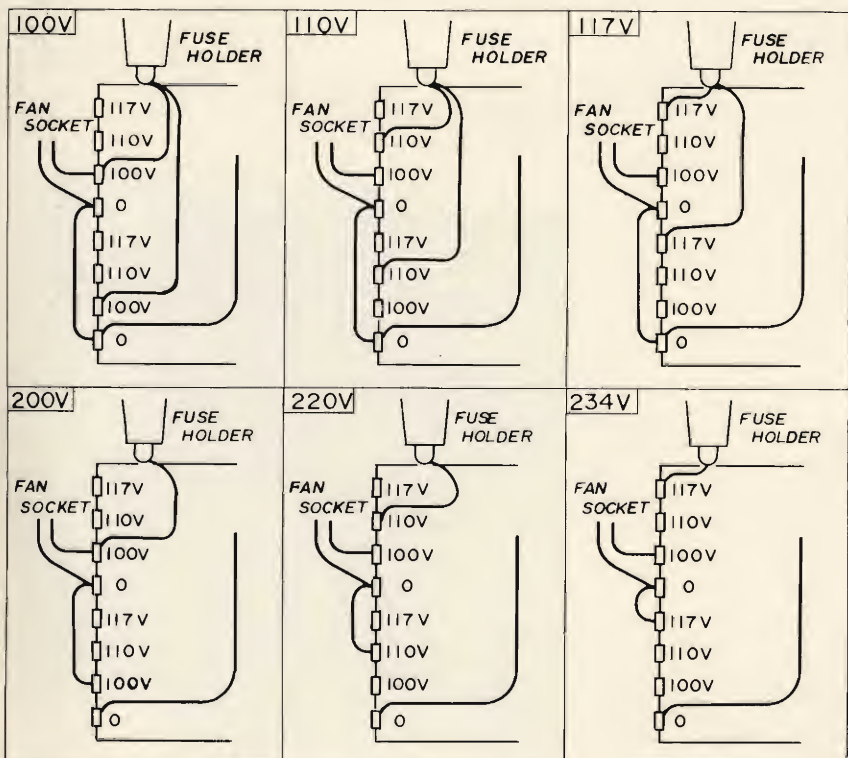 100V
FUSE
HOLDER
FAN
SOCKET
117V
110V
100V
0
117V
110V
100V
0
110V
FUSE
HOLDER
FAN
SOCKET
117V
110V
100V
0
117V
110V
100V
0
117V
FUSE
HOLDER
FAN
SOCKET
117V
110V
100V
0
117V
110V
100V
0
200V
FUSE
HOLDER
FAN
SOCKET
117V
110V
100V
0
117V
110V
100V
0
220V
FUSE
HOLDER
FAN
SOCKET
117V
110V
100V
0
117V
110V
100V
0
234V
FUSE
HOLDER
FAN
SOCKET
117V
110V
100V
0
117V
110V
100V
0